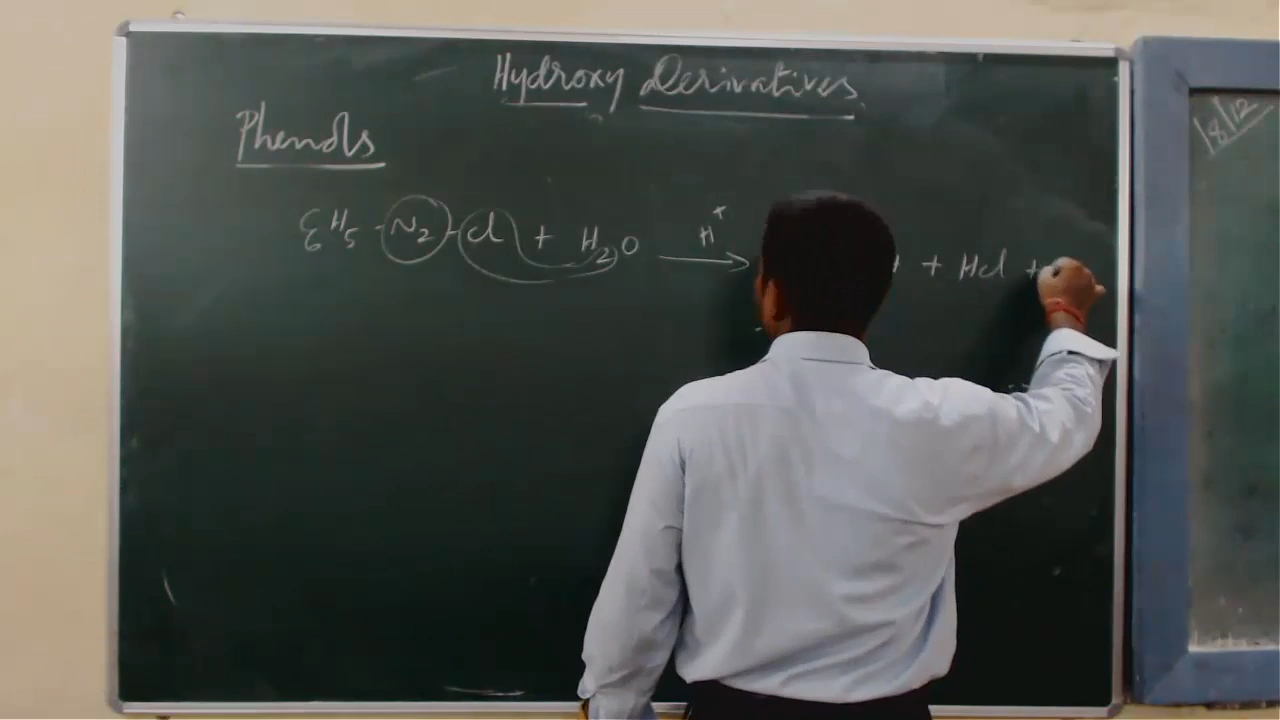 Hydroxy Derivatives
Phenols
C6H5-N2-Cl + H2O ⟶ H+ + HCl +
18/12